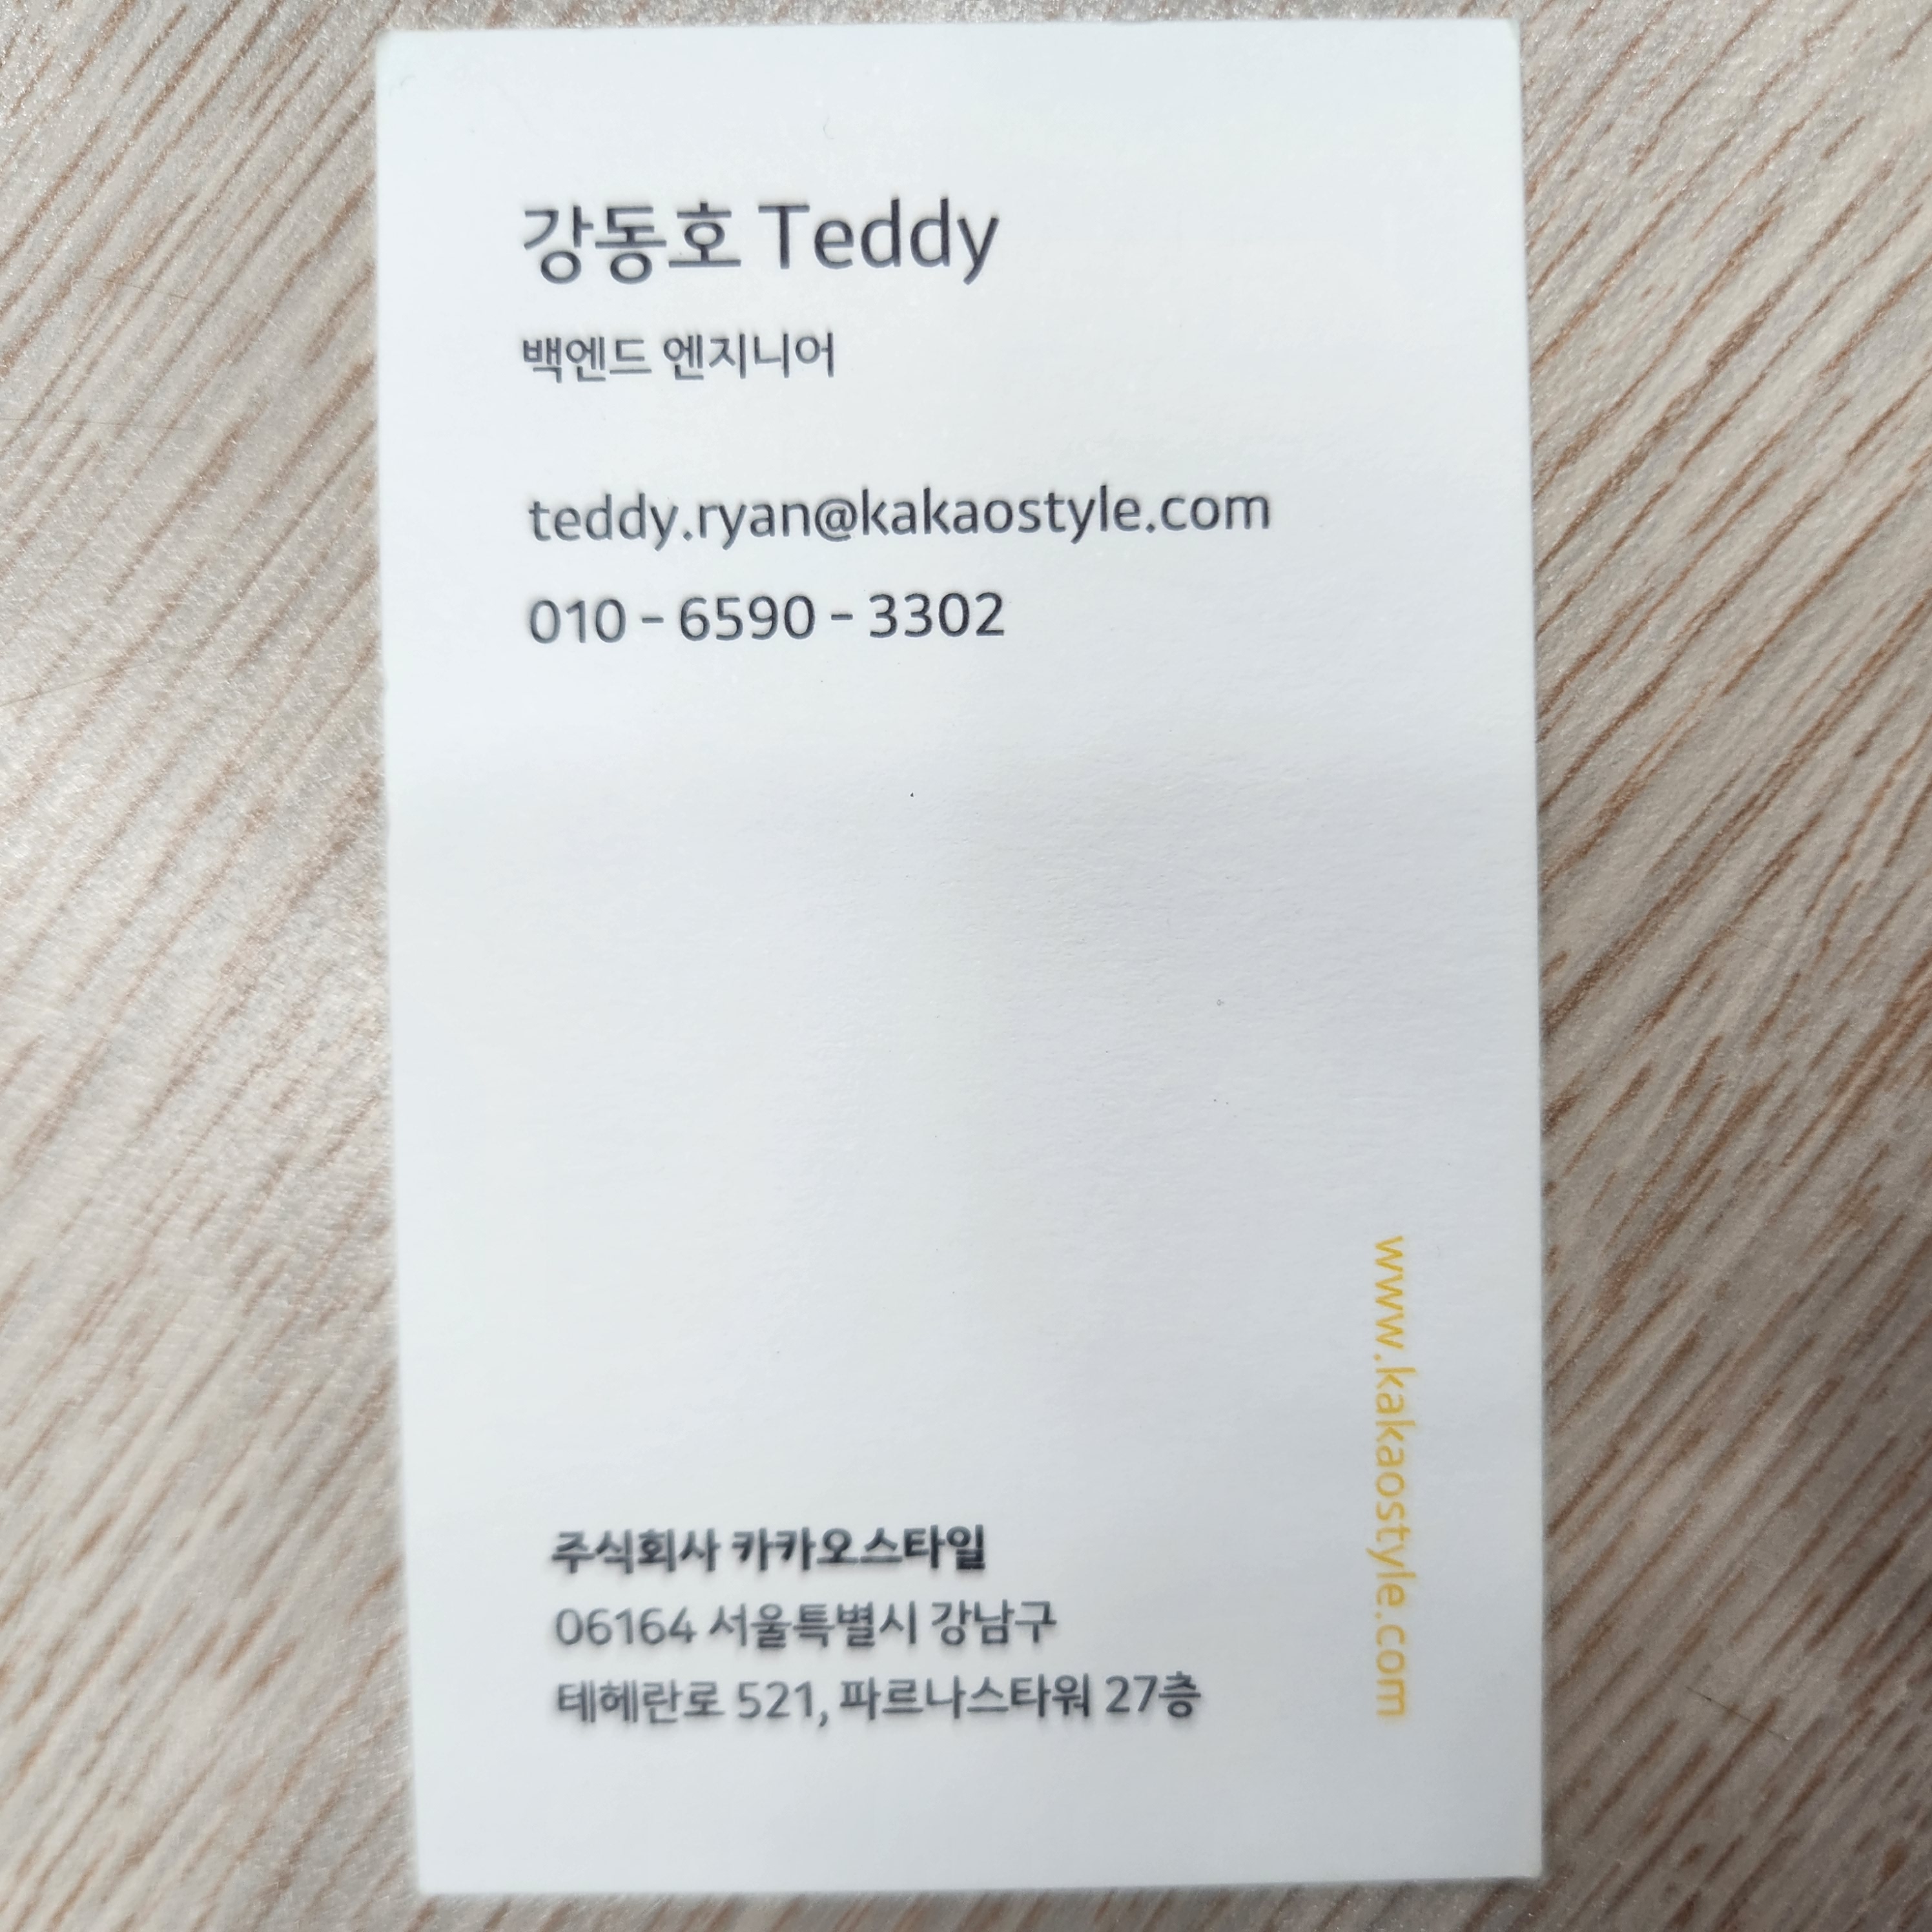 강동호 Teddy
백엔드 엔지니어
teddy.ryan@kakaostyle.com
010-6590-3302
주식회사 카카오스타일
06164 서울특별시 강남구
테헤란로 521, 파르나스타워 27층
www.kakaostyle.com